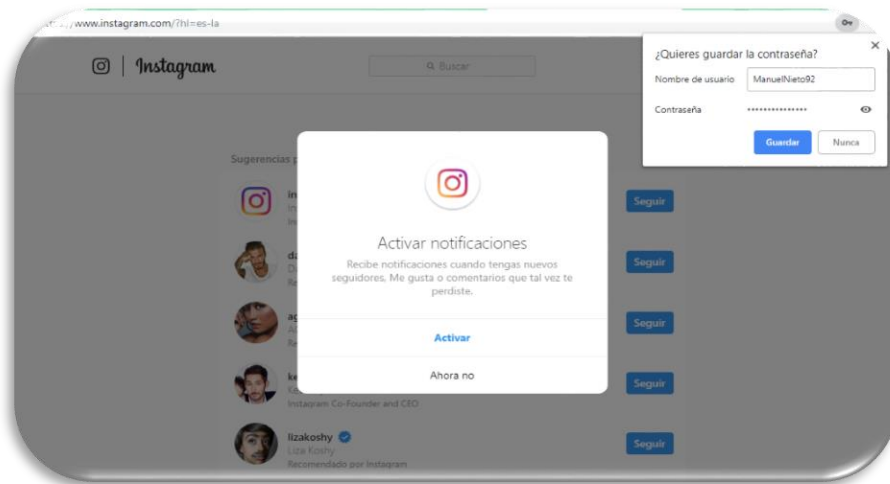 www.instagram.com/?hl=es-la
Instagram
Buscar
¿Quieres guardar la contraseña?
Nombre de usuario ManuelNieto92
Contraseña ••••••••••••••
Guardar Nunca
Sugerencias
Activar notificaciones
Recibe notificaciones cuando tengas nuevos
seguidores, Me gusta o comentarios que tal vez te
perdiste.
Activar
Ahora no
Seguir
Seguir
Seguir
Seguir
Instagram Co-Founder and CEO
lizakoshy
Liza Koshy
Seguir
Recomendado por Instagram